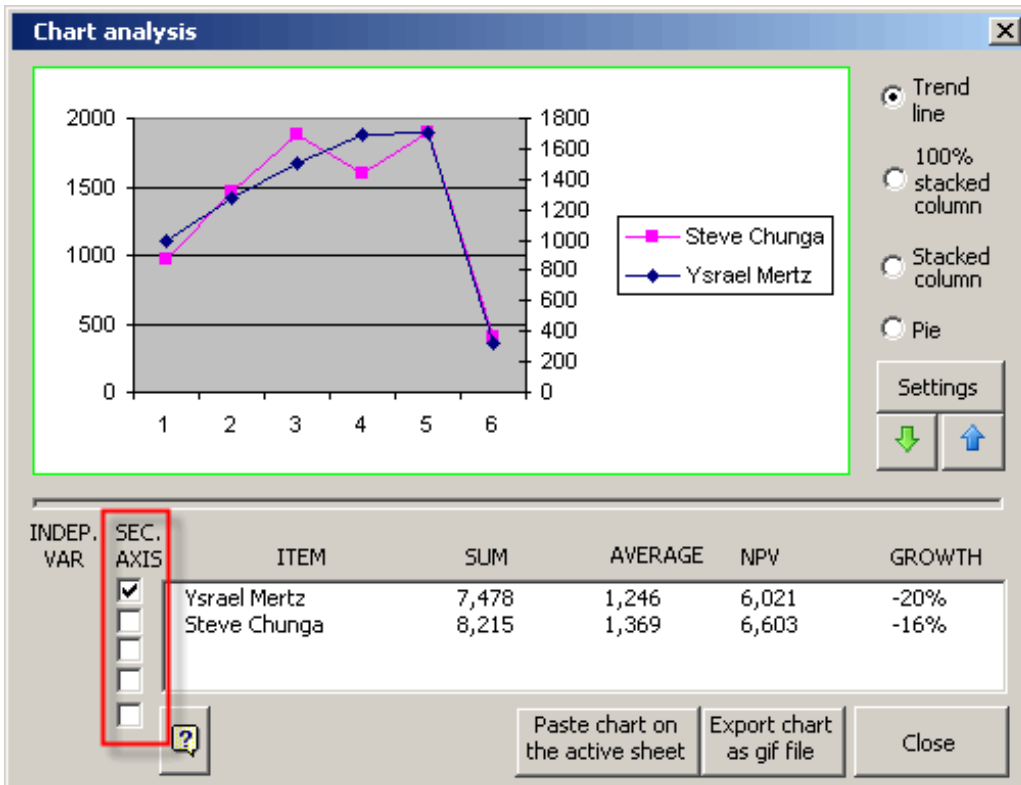 Chart analysis
Trend
line
100%
stacked
column
Stacked
column
Pie
Settings
2000
1500
1000
500
0
1800
1600
1400
1200
1000
800
600
400
200
0
1 2 3 4 5 6
Steve Chunga
Ysrael Mertz
INDEP. SEC.
VAR AXIS ITEM SUM AVERAGE NPV GROWTH
Ysrael Mertz 7,478 1,246 6,021 -20%
Steve Chunga 8,215 1,369 6,603 -16%
?
Paste chart on
the active sheet
Export chart
as gif file
Close